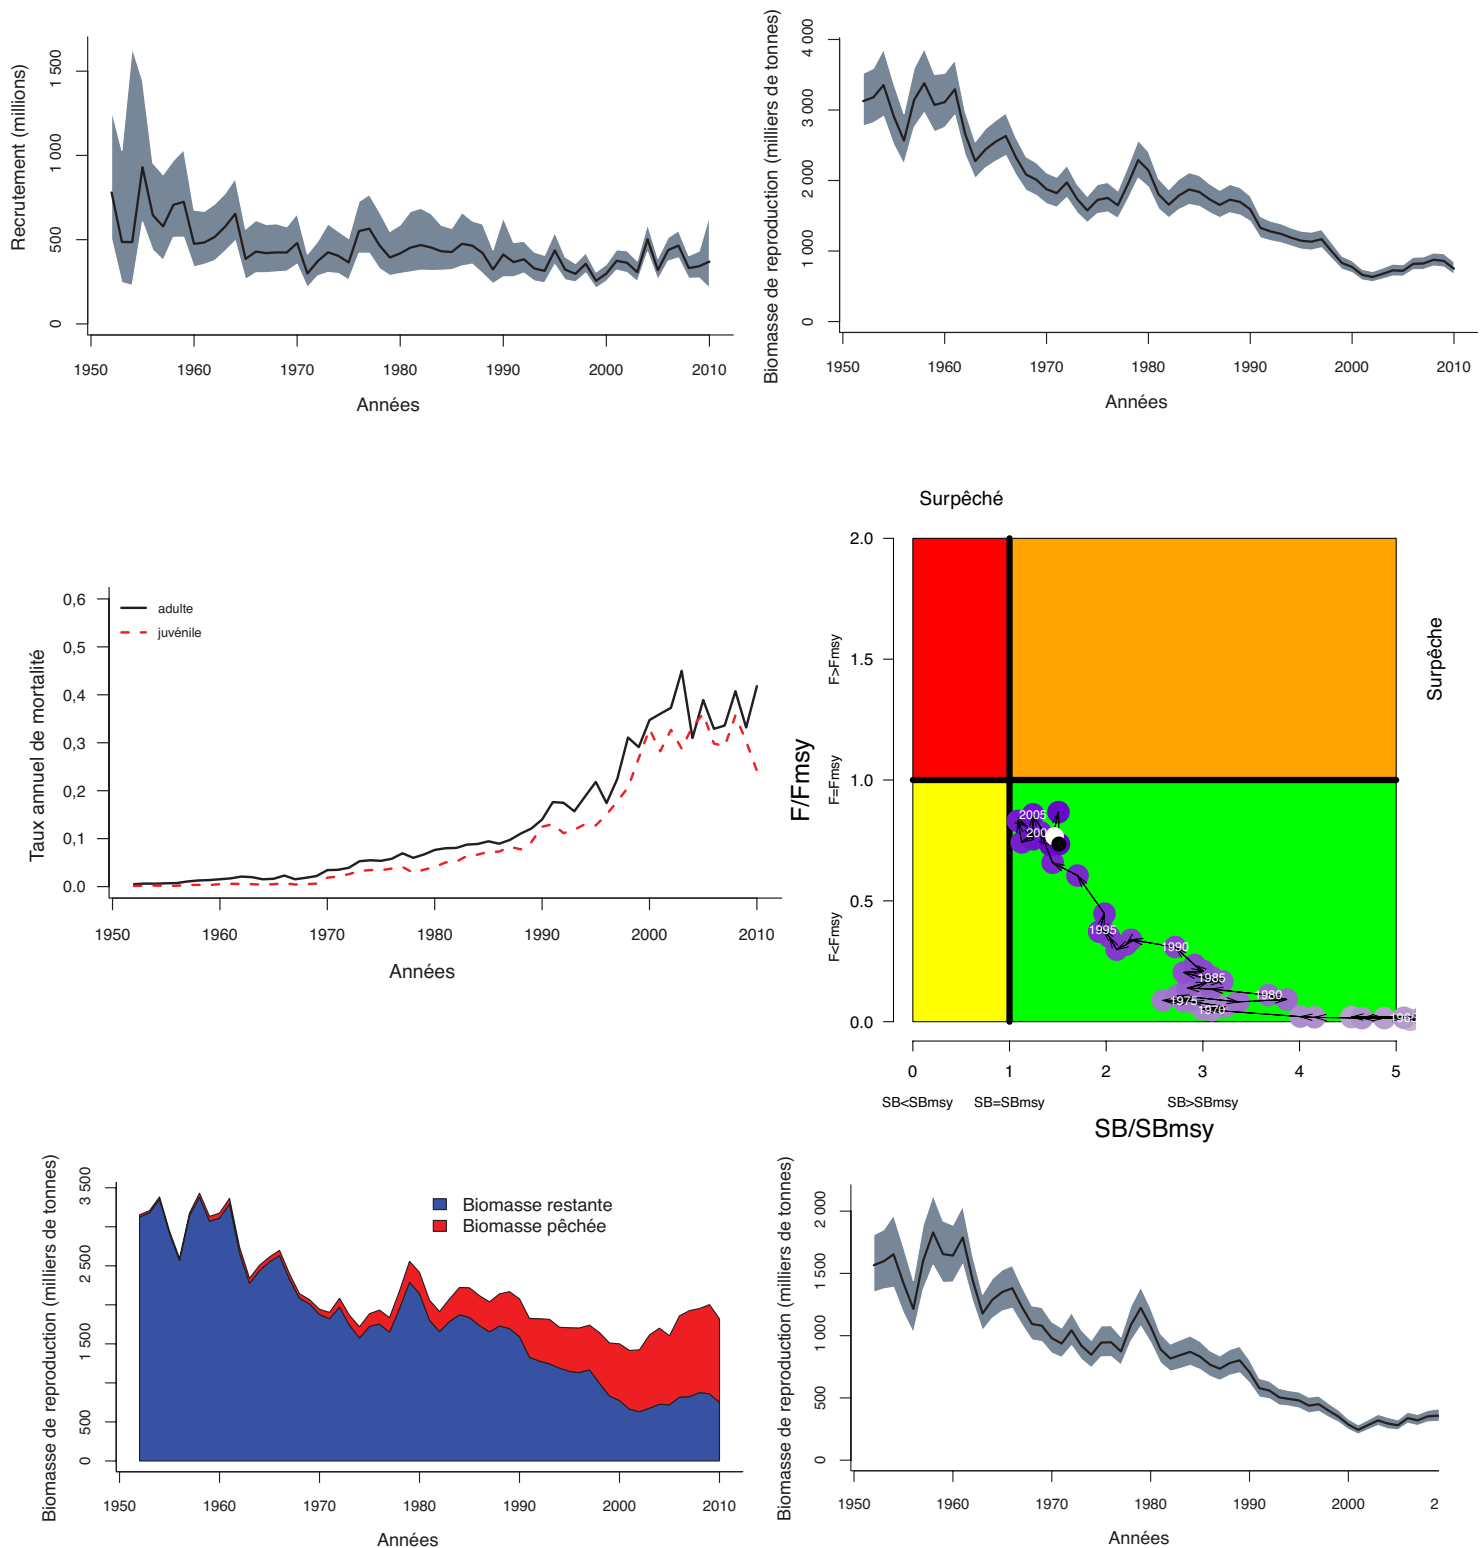 Recrutement (millions)
1 500
1 000
500
0
1950 1960 1970 1980 1990 2000 2010
Années
Biomasse de reproduction (milliers de tonnes)
4 000
3 000
2 000
1 000
0
1950 1960 1970 1980 1990 2000 2010
Années
Taux annuel de mortalité
0,6
0,5
0,4
0,3
0,2
0,1
0.0
adulte
juvénile
1950 1960 1970 1980 1990 2000 2010
Années
Surpêché
Surpêche
F/Fmsy
F>Fmsy
F=Fmsy
F<Fmsy
2.0
1.5
1.0
0.5
0.0
2005
200
1995
1990
1985
1980
1975
1970
1965
0 1 2 3 4 5
SB<SBmsy SB=SBmsy SB>SBmsy
SB/SBmsy
Biomasse de reproduction (milliers de tonnes)
3 500
2 500
1 500
500
0
Biomasse restante
Biomasse pêchée
1950 1960 1970 1980 1990 2000 2010
Années
Biomasse de reproduction (milliers de tonnes)
2 000
1 500
1 000
500
0
1950 1960 1970 1980 1990 2000 2
Années